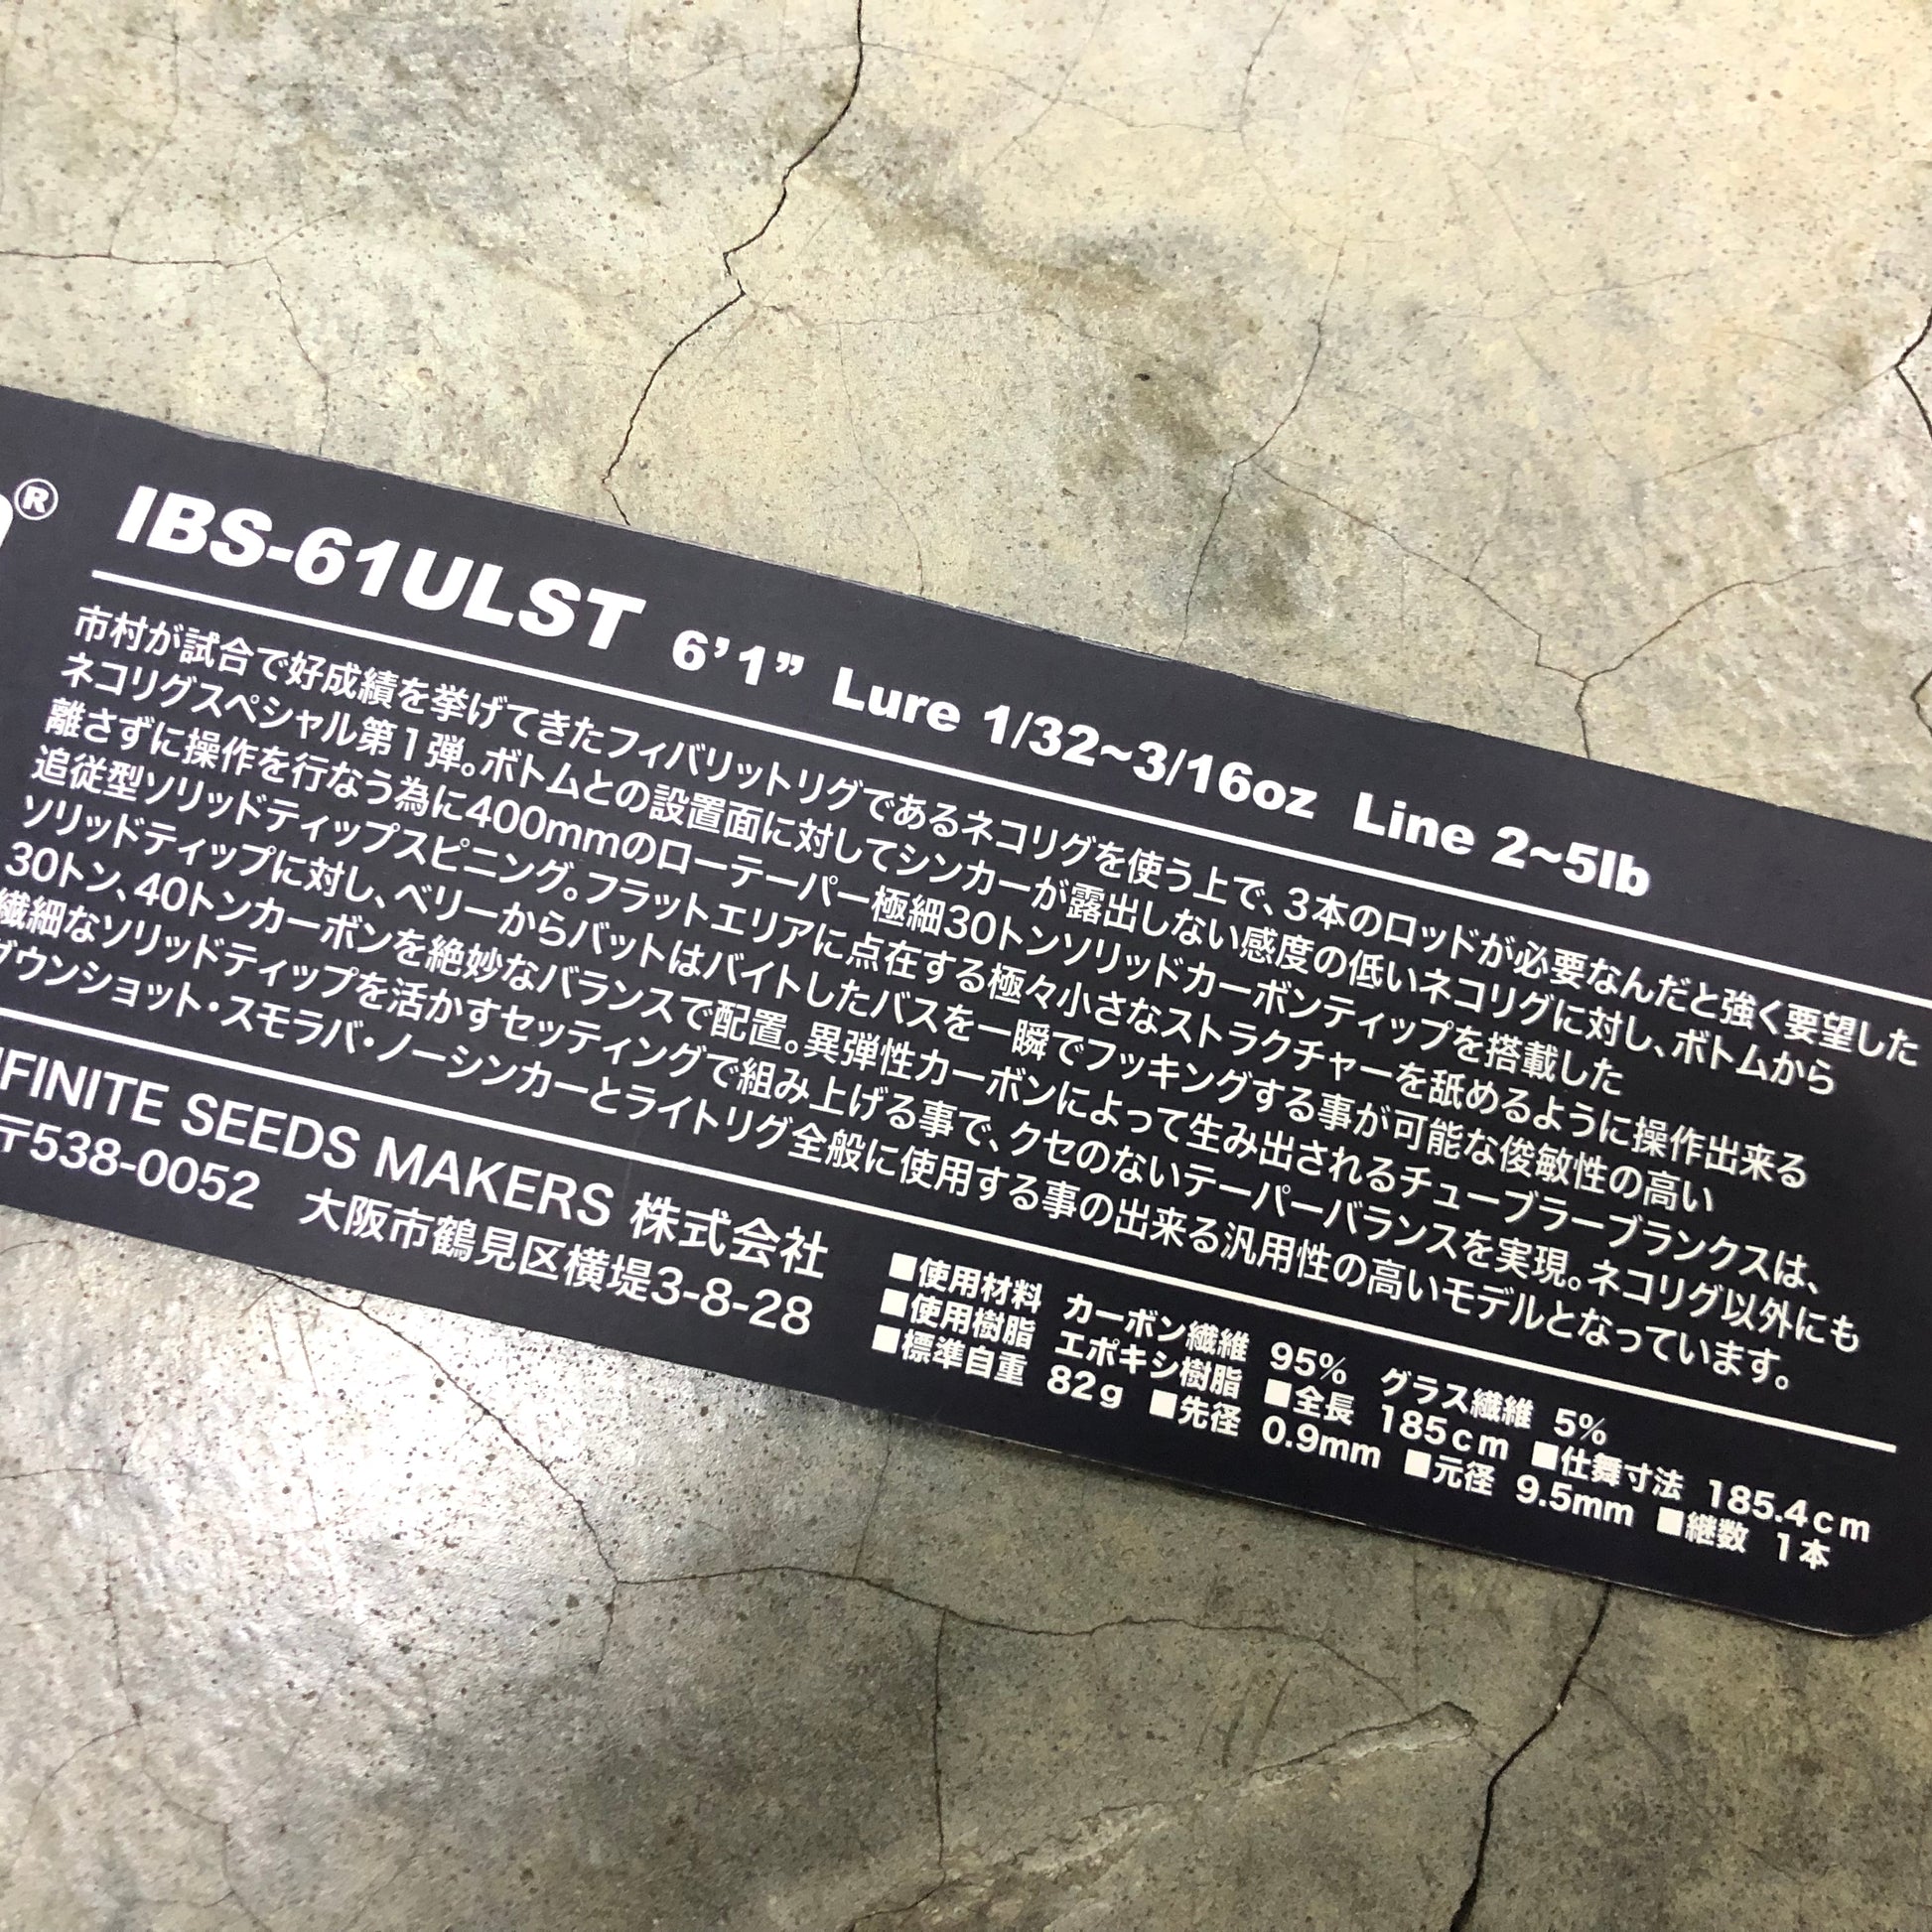 ®
IBS-61ULST 6’1” Lure 1/32~3/16oz Line 2~5lb
市村が試合で好成績を挙げてきたフィバリットリグであるネコリグを使う上で、3本のロッドが必要なんだと強く要望した
ネコリグスペシャル第1弾。ボトムとの設置面に対してシンカーが露出しない感度の低いネコリグに対し、ボトムから
離さずに操作を行なう為に400mmのローテーパー極細30トンソリッドカーボンティップを搭載した
追従型ソリッドティップスピニング。フラットエリアに点在する極々小さなストラクチャーを舐めるように操作出来る
ソリッドティップに対し、ベリーからバットはバイトしたバスを一瞬でフッキングする事が可能な俊敏性の高い
30トン、40トンカーボンを絶妙なバランスで配置。異弾性カーボンによって生み出されるチューブラーブランクスは、
繊細なソリッドティップを活かすセッティングで組み上げる事で、クセのないテーパーバランスを実現。ネコリグ以外にも
ダウンショット・スモラバ・ノーシンカーとライトリグ全般に使用する事の出来る汎用性の高いモデルとなっています。
FINITE SEEDS MAKERS 株式会社
〒538-0052 大阪市鶴見区横堤3-8-28
■使用材料 カーボン繊維 95% グラス繊維 5%
■使用樹脂 エポキシ樹脂 ■全長 185cm ■仕舞寸法 185.4cm
■標準自重 82g ■先径 0.9mm ■元径 9.5mm ■継数 1本